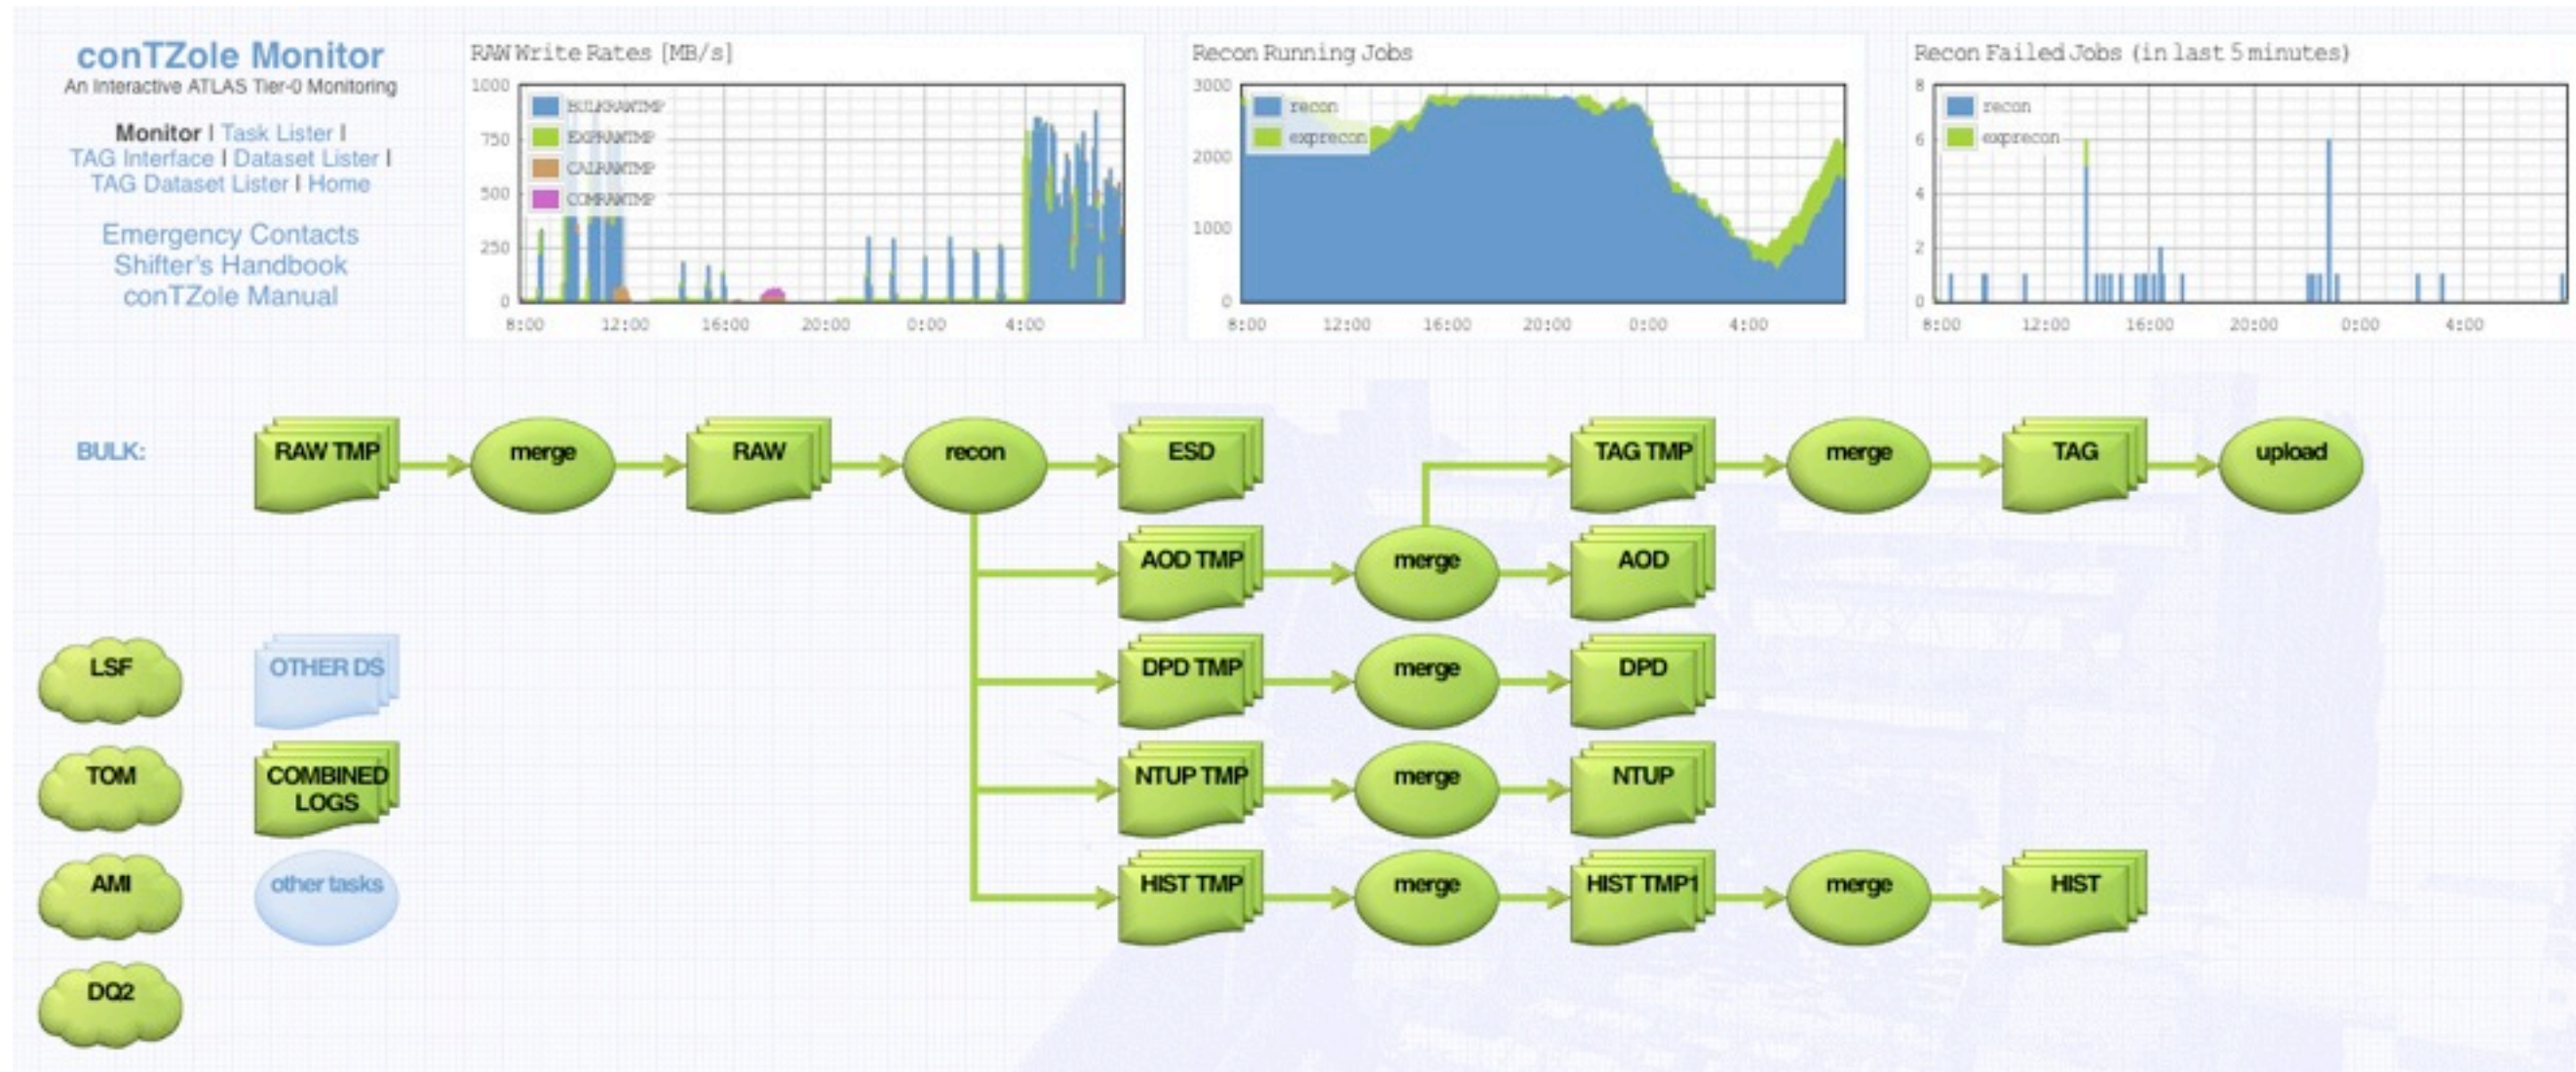 conTZole Monitor
An Interactive ATLAS Tier-0 Monitoring
Monitor | Task Lister |
TAG Interface | Dataset Lister |
TAG Dataset Lister | Home
Emergency Contacts
Shifter's Handbook
conTZole Manual
RAW Write Rates [MB/s]
1000
750
500
250
0
BULKRAWTMP
EXPRAWTMP
CALRAWTMP
COMRAWTMP
8:00 12:00 16:00 20:00 0:00 4:00
Recon Running Jobs
3000
2000
1000
0
recon
exprecon
8:00 12:00 16:00 20:00 0:00 4:00
Recon Failed Jobs (in last 5 minutes)
8
6
4
2
0
recon
exprecon
8:00 12:00 16:00 20:00 0:00 4:00
BULK: RAW TMP merge RAW recon ESD TAG TMP merge TAG upload
AOD TMP merge AOD
LSF OTHER DS DPD TMP merge DPD
TOM COMBINED NTUP TMP merge NTUP
LOGS
AMI other tasks HIST TMP merge HIST TMP1 merge HIST
DQ2